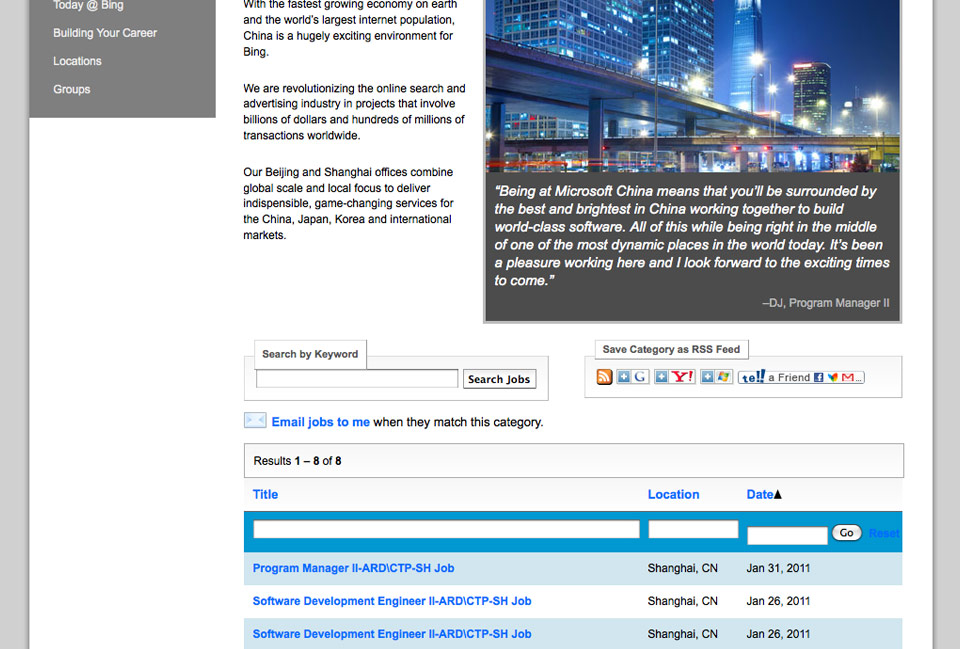 Today @ Bing
Building Your Career
Locations
Groups
With the fastest growing economy on earth
and the world's largest internet population,
China is a hugely exciting environment for
Bing.
We are revolutionizing the online search and
advertising industry in projects that involve
billions of dollars and hundreds of millions of
transactions worldwide.
Our Beijing and Shanghai offices combine
global scale and local focus to deliver
indispensible, game-changing services for
the China, Japan, Korea and international
markets.
“Being at Microsoft China means that you’ll be surrounded by
the best and brightest in China working together to build
world-class software. All of this while being right in the middle
of one of the most dynamic places in the world today. It’s been
a pleasure working here and I look forward to the exciting times
to come.”
–DJ, Program Manager II
Search by Keyword
Search Jobs
Save Category as RSS Feed
G Y! tell a Friend f M...
Email jobs to me when they match this category.
Results 1 – 8 of 8
Title Location Date▲
Go Reset
Program Manager II-ARD\CTP-SH Job Shanghai, CN Jan 31, 2011
Software Development Engineer II-ARD\CTP-SH Job Shanghai, CN Jan 26, 2011
Software Development Engineer II-ARD\CTP-SH Job Shanghai, CN Jan 26, 2011